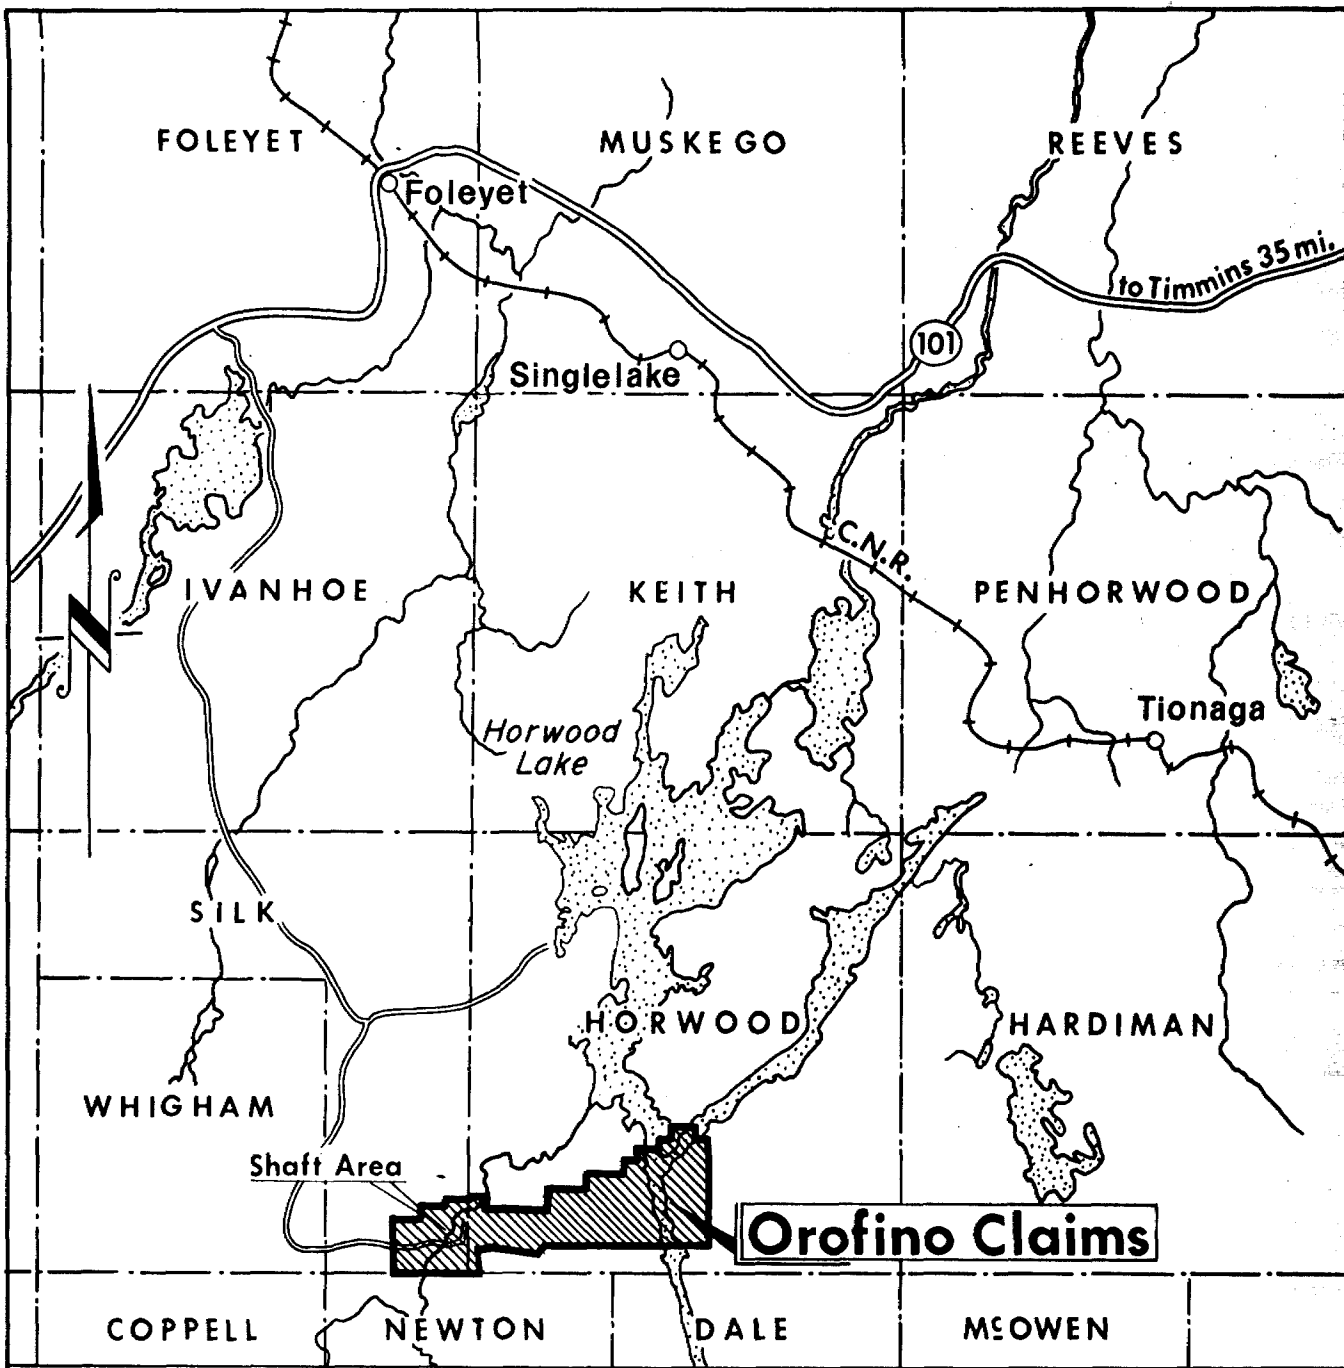 FOLEYET
MUSKEGO
REEVES
Foleyet
to Timmins 35 mi.
101
Singlelake
C.N.R.
IVANHOE
KEITH
PENHORWOOD
N
Tionaga
Horwood
Lake
SILK
HORWOOD
HARDIMAN
WHIGHAM
Shaft Area
Orofino Claims
COPPELL
NEWTON
DALE
McOWEN